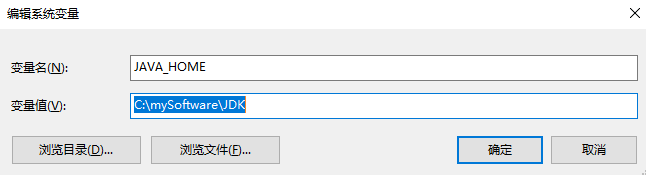 编辑系统变量
变量名(N): JAVA_HOME
变量值(V): C:\mySoftware\JDK
浏览目录(D)... 浏览文件(F)... 确定 取消